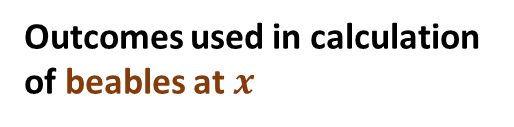 Outcomes used in calculation
of beables at x